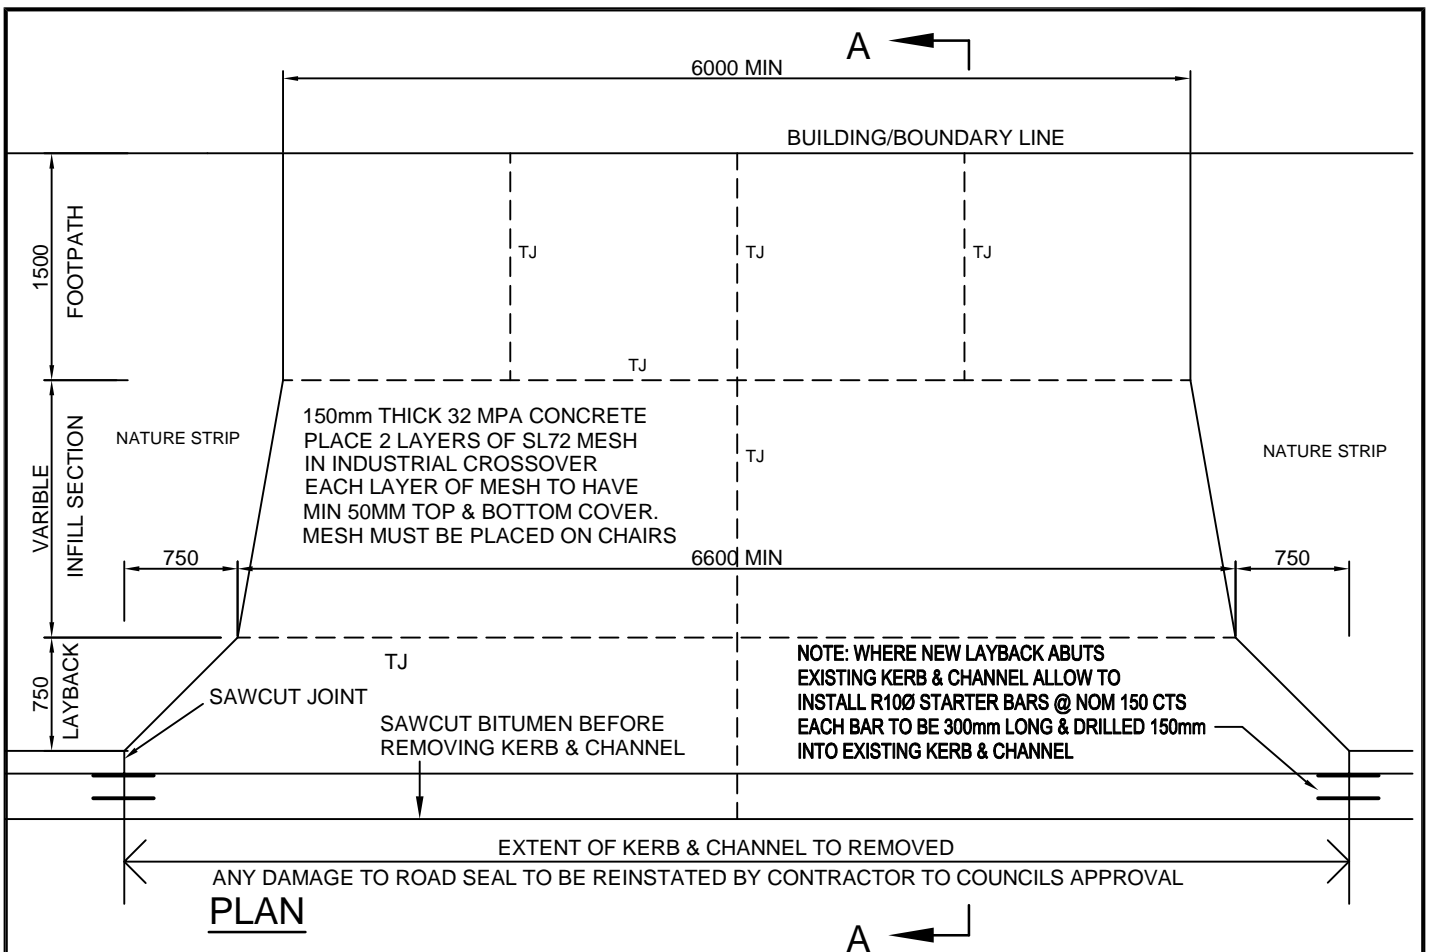 A
6000 MIN
BUILDING/BOUNDARY LINE
1500
FOOTPATH
TJ
TJ
TJ
TJ
150mm THICK 32 MPA CONCRETE
PLACE 2 LAYERS OF SL72 MESH
IN INDUSTRIAL CROSSOVER
EACH LAYER OF MESH TO HAVE
MIN 50MM TOP & BOTTOM COVER.
MESH MUST BE PLACED ON CHAIRS
NATURE STRIP
TJ
NATURE STRIP
VARIBLE
INFILL SECTION
750
6600 MIN
750
750
LAYBACK
TJ
SAWCUT JOINT
SAWCUT BITUMEN BEFORE
REMOVING KERB & CHANNEL
NOTE: WHERE NEW LAYBACK ABUTS
EXISTING KERB & CHANNEL ALLOW TO
INSTALL R10Ø STARTER BARS @ NOM 150 CTS
EACH BAR TO BE 300mm LONG & DRILLED 150mm
INTO EXISTING KERB & CHANNEL
EXTENT OF KERB & CHANNEL TO REMOVED
ANY DAMAGE TO ROAD SEAL TO BE REINSTATED BY CONTRACTOR TO COUNCILS APPROVAL
PLAN
A